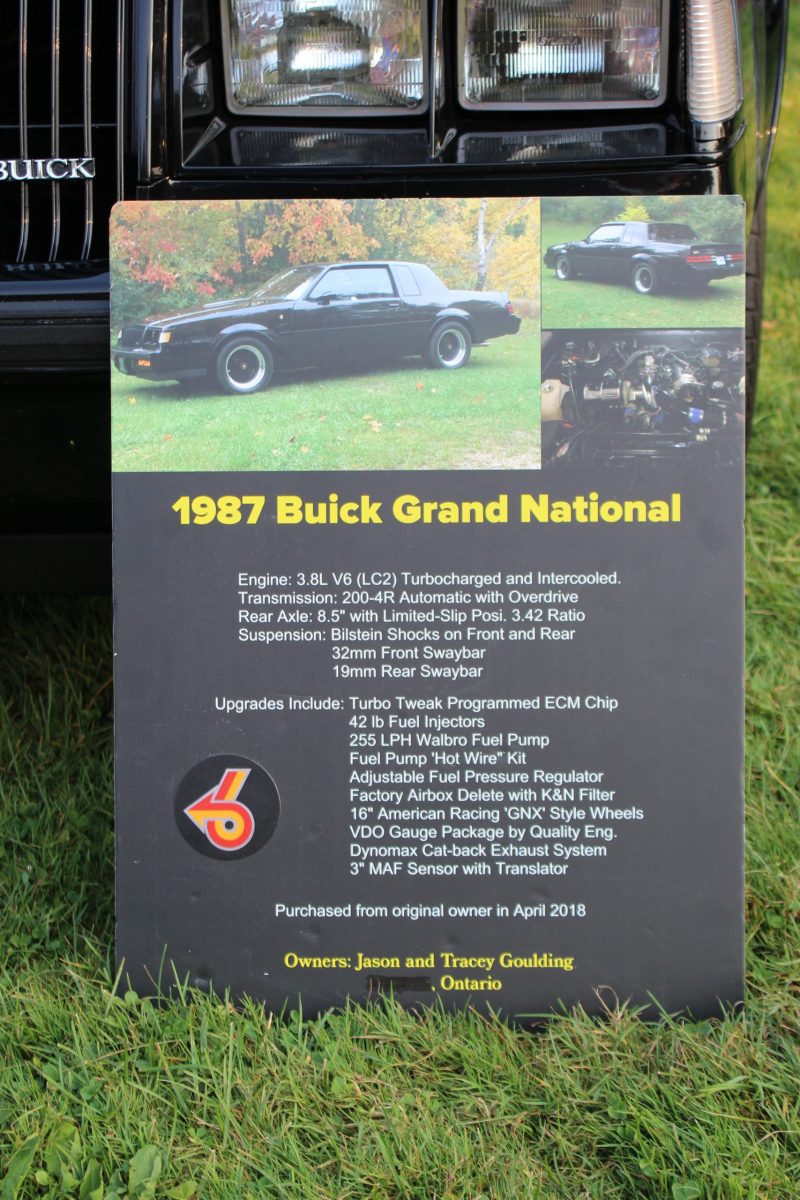 BUICK
1987 Buick Grand National
Engine: 3.8L V6 (LC2) Turbocharged and Intercooled.
Transmission: 200-4R Automatic with Overdrive
Rear Axle: 8.5" with Limited-Slip Posi. 3.42 Ratio
Suspension: Bilstein Shocks on Front and Rear
32mm Front Swaybar
19mm Rear Swaybar
Upgrades Include: Turbo Tweak Programmed ECM Chip
42 lb Fuel Injectors
255 LPH Walbro Fuel Pump
Fuel Pump 'Hot Wire" Kit
Adjustable Fuel Pressure Regulator
Factory Airbox Delete with K&N Filter
16" American Racing 'GNX' Style Wheels
VDO Gauge Package by Quality Eng.
Dynomax Cat-back Exhaust System
3" MAF Sensor with Translator
6
Purchased from original owner in April 2018
Owners: Jason and Tracey Goulding
, Ontario